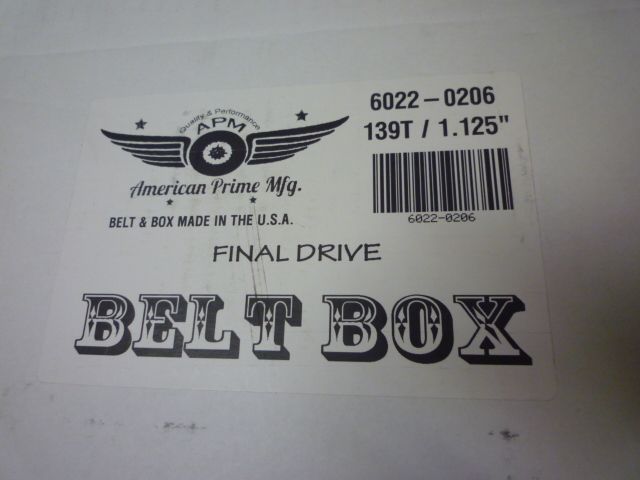 Quality & Performance
APM
American Prime Mfg.
BELT & BOX MADE IN THE U.S.A.
6022-0206
139T / 1.125"
6022-0206
FINAL DRIVE
BELT BOX